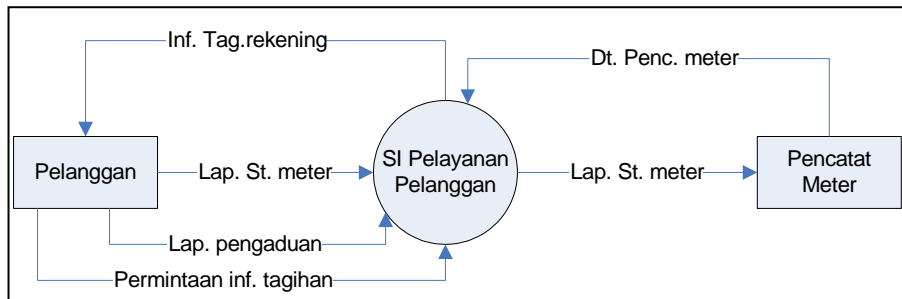 Inf. Tag.rekening
Dt. Penc. meter
Pelanggan
Lap. St. meter
SI Pelayanan
Pelanggan
Lap. St. meter
Pencatat
Meter
Lap. pengaduan
Permintaan inf. tagihan